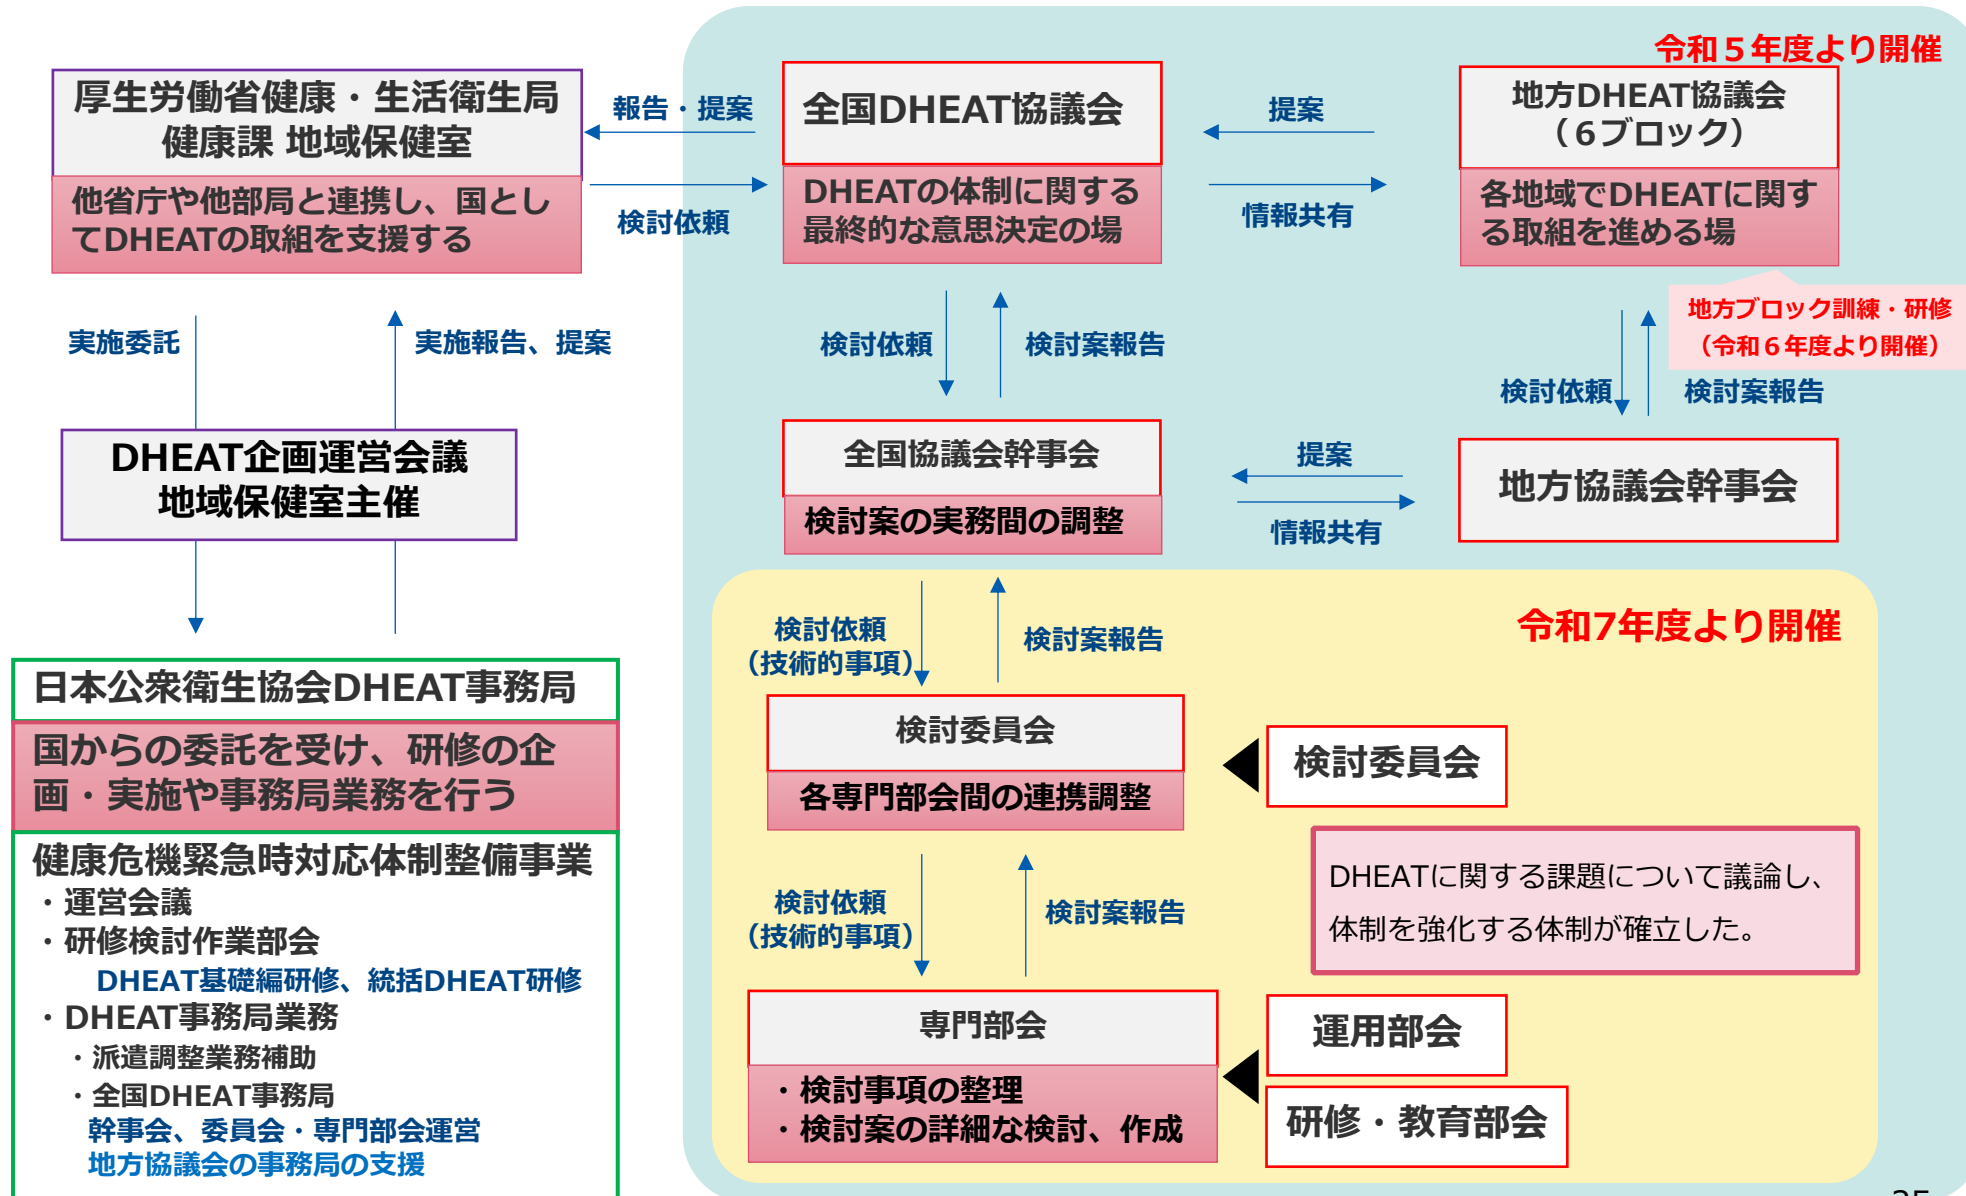 令和５年度より開催
厚生労働省健康・生活衛生局
健康課 地域保健室
他省庁や他部局と連携し、国とし
てDHEATの取組を支援する
報告・提案
検討依頼
全国DHEAT協議会
DHEATの体制に関する
最終的な意思決定の場
提案
情報共有
地方DHEAT協議会
（６ブロック）
各地域でDHEATに関す
る取組を進める場
地方ブロック訓練・研修
（令和６年度より開催）
実施委託
実施報告、提案
検討依頼
検討案報告
検討依頼
検討案報告
DHEAT企画運営会議
地域保健室主催
全国協議会幹事会
検討案の実務間の調整
提案
情報共有
地方協議会幹事会
令和7年度より開催
検討依頼
（技術的事項）
検討案報告
検討委員会
各専門部会間の連携調整
検討委員会
検討依頼
（技術的事項）
検討案報告
DHEATに関する課題について議論し、
体制を強化する体制が確立した。
専門部会
・検討事項の整理
・検討案の詳細な検討、作成
運用部会
研修・教育部会
日本公衆衛生協会DHEAT事務局
国からの委託を受け、研修の企
画・実施や事務局業務を行う
健康危機緊急時対応体制整備事業
・運営会議
・研修検討作業部会
DHEAT基礎編研修、統括DHEAT研修
・DHEAT事務局業務
・派遣調整業務補助
・全国DHEAT事務局
幹事会、委員会・専門部会運営
地方協議会の事務局の支援